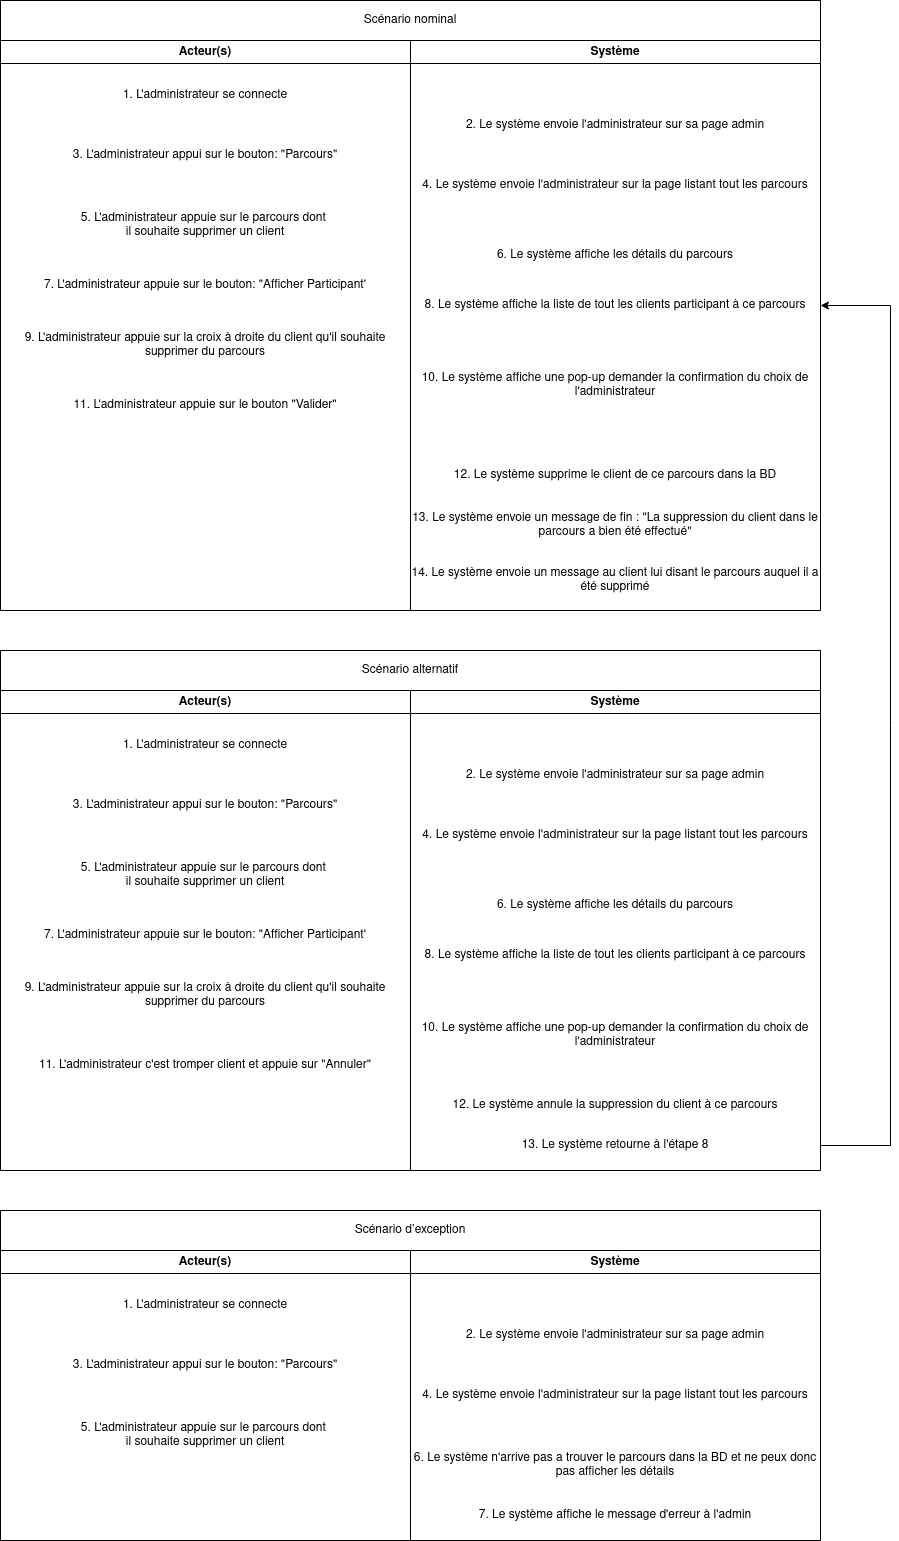 Scénario nominal
Acteur(s)
Système
1. L'administrateur se connecte
2. Le système envoie l'administrateur sur sa page admin
3. L'administrateur appui sur le bouton: "Parcours"
4. Le système envoie l'administrateur sur la page listant tout les parcours
5. L'administrateur appuie sur le parcours dont
il souhaite supprimer un client
6. Le système affiche les détails du parcours
7. L'administrateur appuie sur le bouton: "Afficher Participant'
8. Le système affiche la liste de tout les clients participant à ce parcours
9. L'administrateur appuie sur la croix à droite du client qu'il souhaite
supprimer du parcours
10. Le système affiche une pop-up demander la confirmation du choix de
l'administrateur
11. L'administrateur appuie sur le bouton "Valider"
12. Le système supprime le client de ce parcours dans la BD
13. Le système envoie un message de fin : "La suppression du client dans le
parcours a bien été effectué"
14. Le système envoie un message au client lui disant le parcours auquel il a
été supprimé
Scénario alternatif
Acteur(s)
Système
1. L'administrateur se connecte
2. Le système envoie l'administrateur sur sa page admin
3. L'administrateur appui sur le bouton: "Parcours"
4. Le système envoie l'administrateur sur la page listant tout les parcours
5. L'administrateur appuie sur le parcours dont
il souhaite supprimer un client
6. Le système affiche les détails du parcours
7. L'administrateur appuie sur le bouton: "Afficher Participant'
8. Le système affiche la liste de tout les clients participant à ce parcours
9. L'administrateur appuie sur la croix à droite du client qu'il souhaite
supprimer du parcours
10. Le système affiche une pop-up demander la confirmation du choix de
l'administrateur
11. L'administrateur c'est tromper client et appuie sur "Annuler"
12. Le système annule la suppression du client à ce parcours
13. Le système retourne à l'étape 8
Scénario d'exception
Acteur(s)
Système
1. L'administrateur se connecte
2. Le système envoie l'administrateur sur sa page admin
3. L'administrateur appui sur le bouton: "Parcours"
4. Le système envoie l'administrateur sur la page listant tout les parcours
5. L'administrateur appuie sur le parcours dont
il souhaite supprimer un client
6. Le système n'arrive pas a trouver le parcours dans la BD et ne peux donc
pas afficher les détails
7. Le système affiche le message d'erreur à l'admin